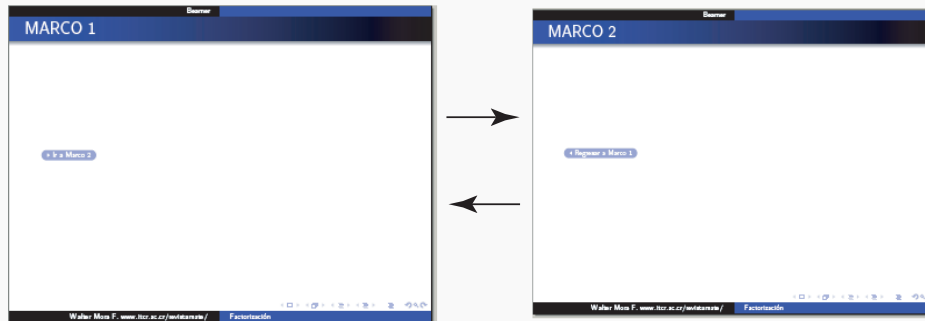 Beamer
MARCO 1
Ir a Marco 2
Walter Mora F. www.itcr.ac.cr/revistamate/ Factorización
Beamer
MARCO 2
Regresar a Marco 1
Walter Mora F. www.itcr.ac.cr/revistamate/ Factorización